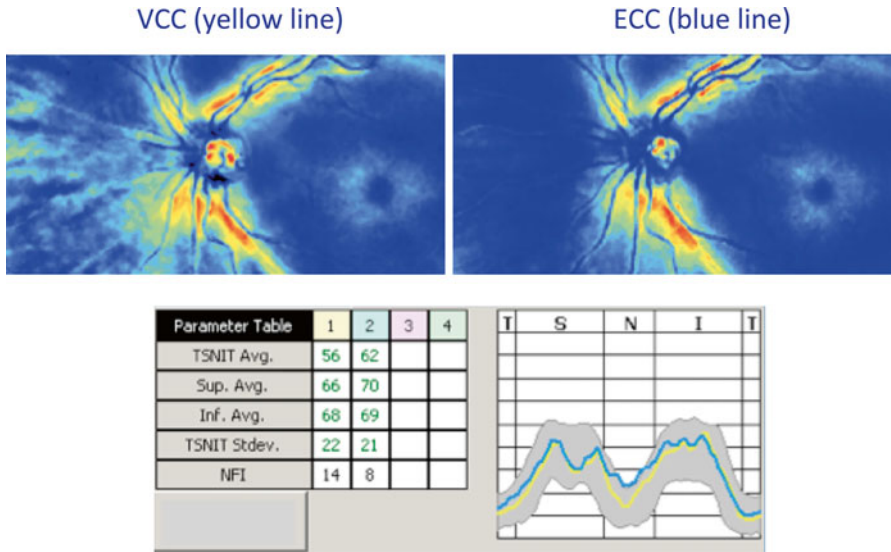 VCC (yellow line) ECC (blue line)
Parameter Table 1 2 3 4
TSNIT Avg. 56 62
Sup. Avg. 66 70
Inf. Avg. 68 69
TSNIT Stdev. 22 21
NFI 14 8
T S N I T